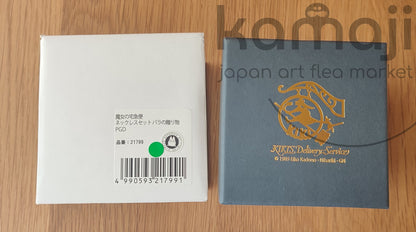 kamaji
japan art flea market
魔女の宅急便
ネックレスセット バラの贈り物
PGD
品番：21799
4 990593 217991
KIKI'S Delivery Service
© 1989 Eiko Kadono - Hibarilli - GN